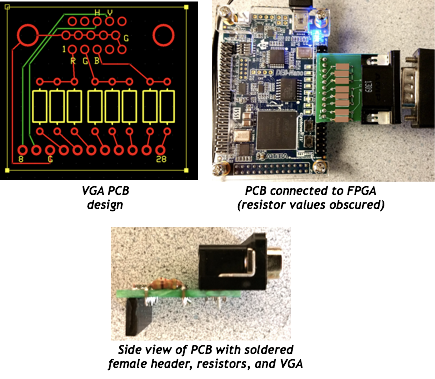 H V
G
1
R G B
8 G 28
VGA PCB
design
PCB connected to FPGA
(resistor values obscured)
Side view of PCB with soldered
female header, resistors, and VGA